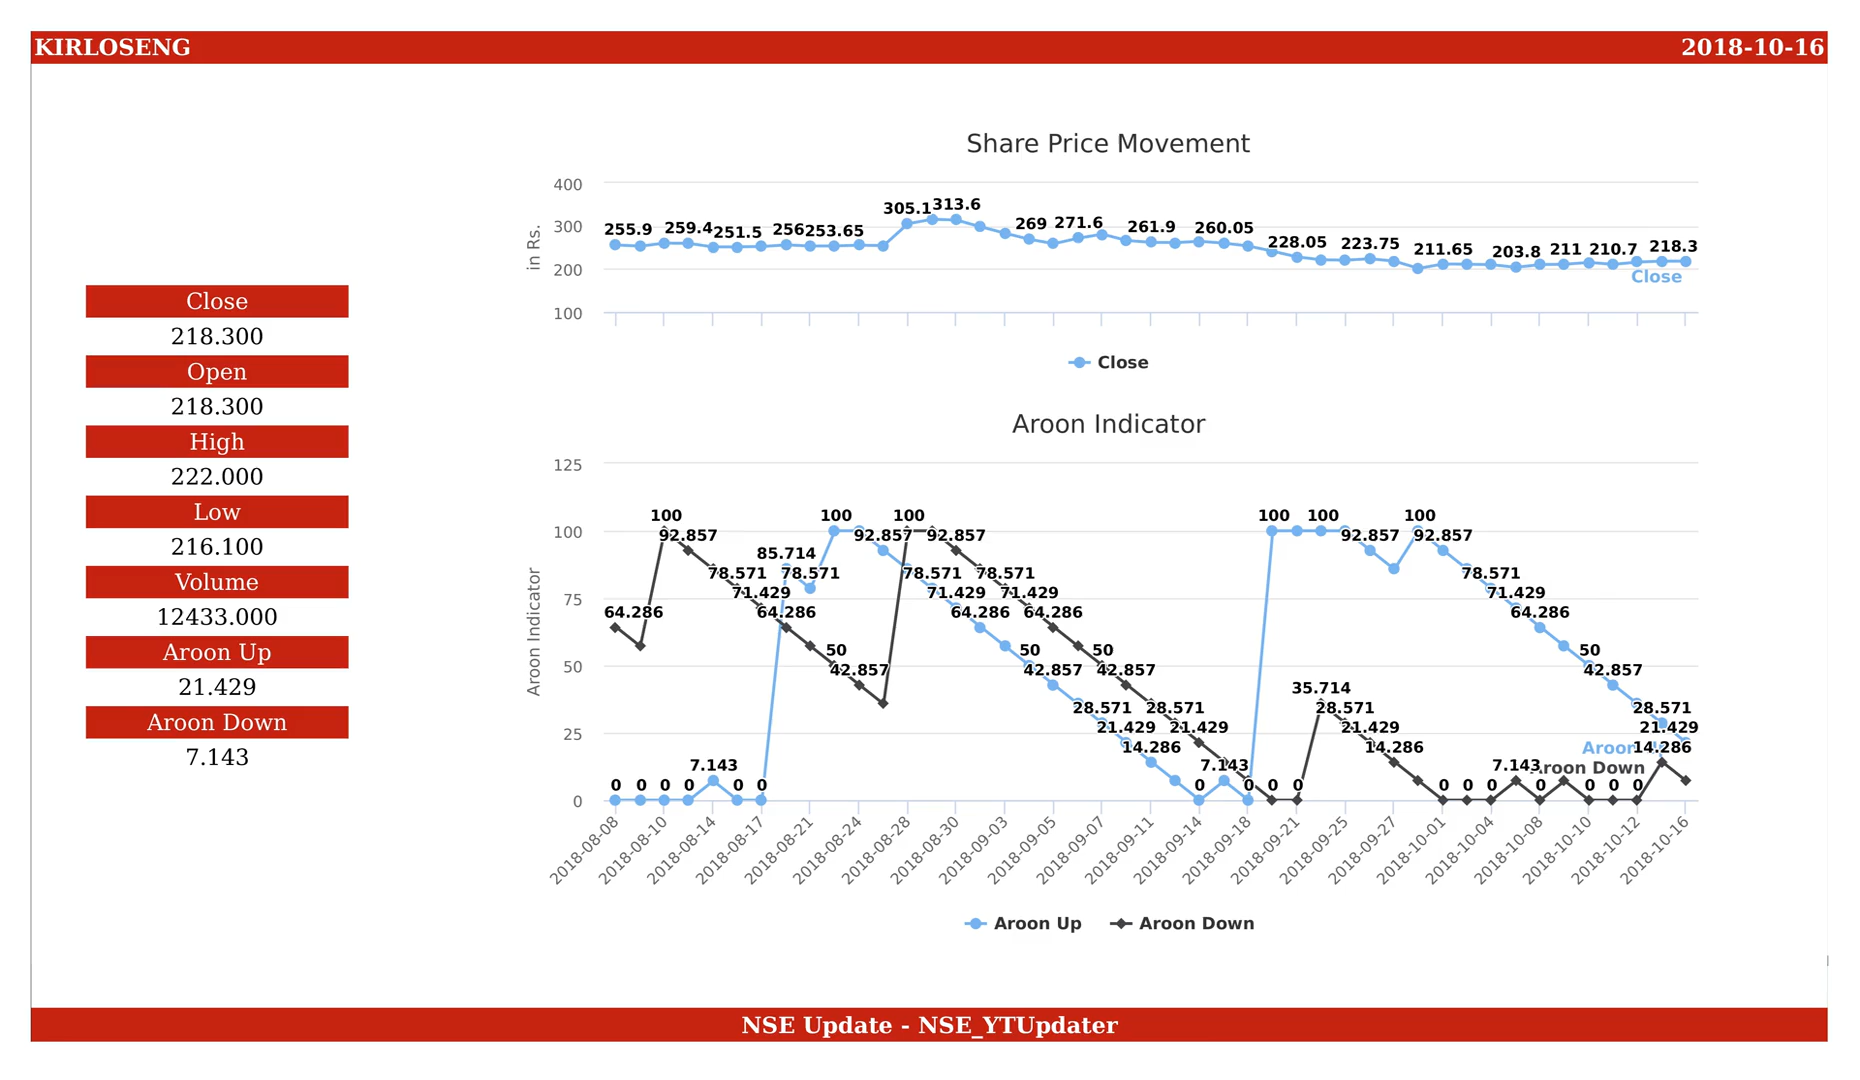 KIRLOSENG 2018-10-16
Close
218.300
Open
218.300
High
222.000
Low
216.100
Volume
12433.000
Aroon Up
21.429
Aroon Down
7.143
Share Price Movement
in Rs.
400
300
200
100
255.9 259.4 251.5 256 253.65 305.1 313.6 269 271.6 261.9 260.05 228.05 223.75 211.65 203.8 211 210.7 218.3
Close
Close
Aroon Indicator
Aroon Indicator
125
100
75
50
25
0
100 100 100 100 100 100
92.857 92.857 92.857 92.857 92.857
85.714
78.571 78.571 78.571 78.571 78.571
71.429 71.429 71.429 71.429
64.286 64.286 64.286 64.286 64.286
50 50 50 50
42.857 42.857 42.857 42.857
35.714
28.571 28.571 28.571 28.571
21.429 21.429 21.429 21.429
14.286 14.286 14.286
Aroon
Aroon Down
7.143 7.143 7.143
0 0 0 0 0 0 0 0 0 0 0 0 0 0 0 0 0
2018-08-08 2018-08-10 2018-08-14 2018-08-17 2018-08-21 2018-08-24 2018-08-28 2018-08-30 2018-09-03 2018-09-05 2018-09-07 2018-09-11 2018-09-14 2018-09-18 2018-09-21 2018-09-25 2018-09-27 2018-10-01 2018-10-04 2018-10-08 2018-10-10 2018-10-12 2018-10-16
Aroon Up Aroon Down
NSE Update - NSE_YTUpdater